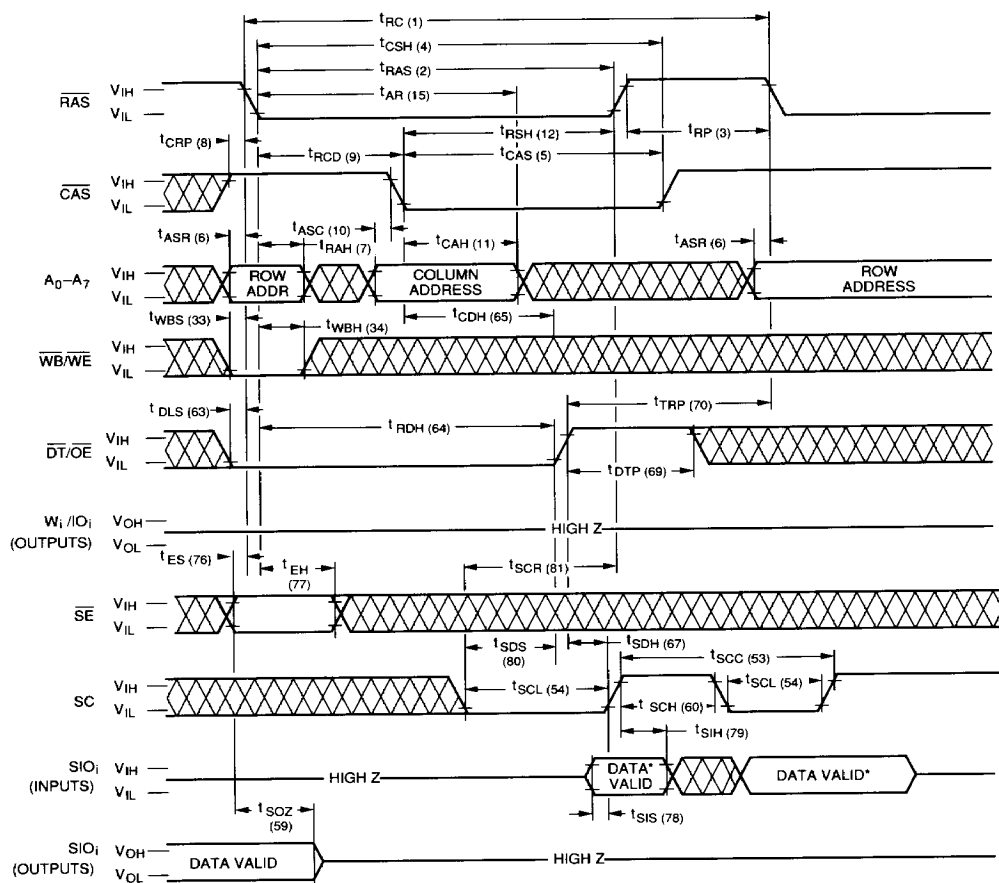 tRC (1)
tCSH (4)
tRAS (2)
tAR (15)
RAS
VIH
VIL
tRSH (12)
tRP (3)
tCRP (8)
tRCD (9)
tCAS (5)
CAS
VIH
VIL
tASR (6)
tASC (10)
tRAH (7)
tCAH (11)
tASR (6)
A0–A7
VIH
VIL
ROW ADDR
COLUMN ADDRESS
ROW ADDRESS
tWBS (33)
tWBH (34)
tCDH (65)
WB/WE
VIH
VIL
tDLS (63)
tRDH (64)
tTRP (70)
DT/OE
VIH
VIL
tDTP (69)
Wi /IOi
(OUTPUTS)
VOH
VOL
HIGH Z
tES (76)
tEH (77)
tSCR (81)
SE
VIH
VIL
tSDS (80)
tSDH (67)
tSCC (53)
SC
VIH
VIL
tSCL (54)
tSCH (60)
tSCL (54)
tSIH (79)
SIOi
(INPUTS)
VIH
VIL
HIGH Z
DATA* VALID
DATA VALID*
tSOZ (59)
tSIS (78)
SIOi
(OUTPUTS)
VOH
VOL
DATA VALID
HIGH Z